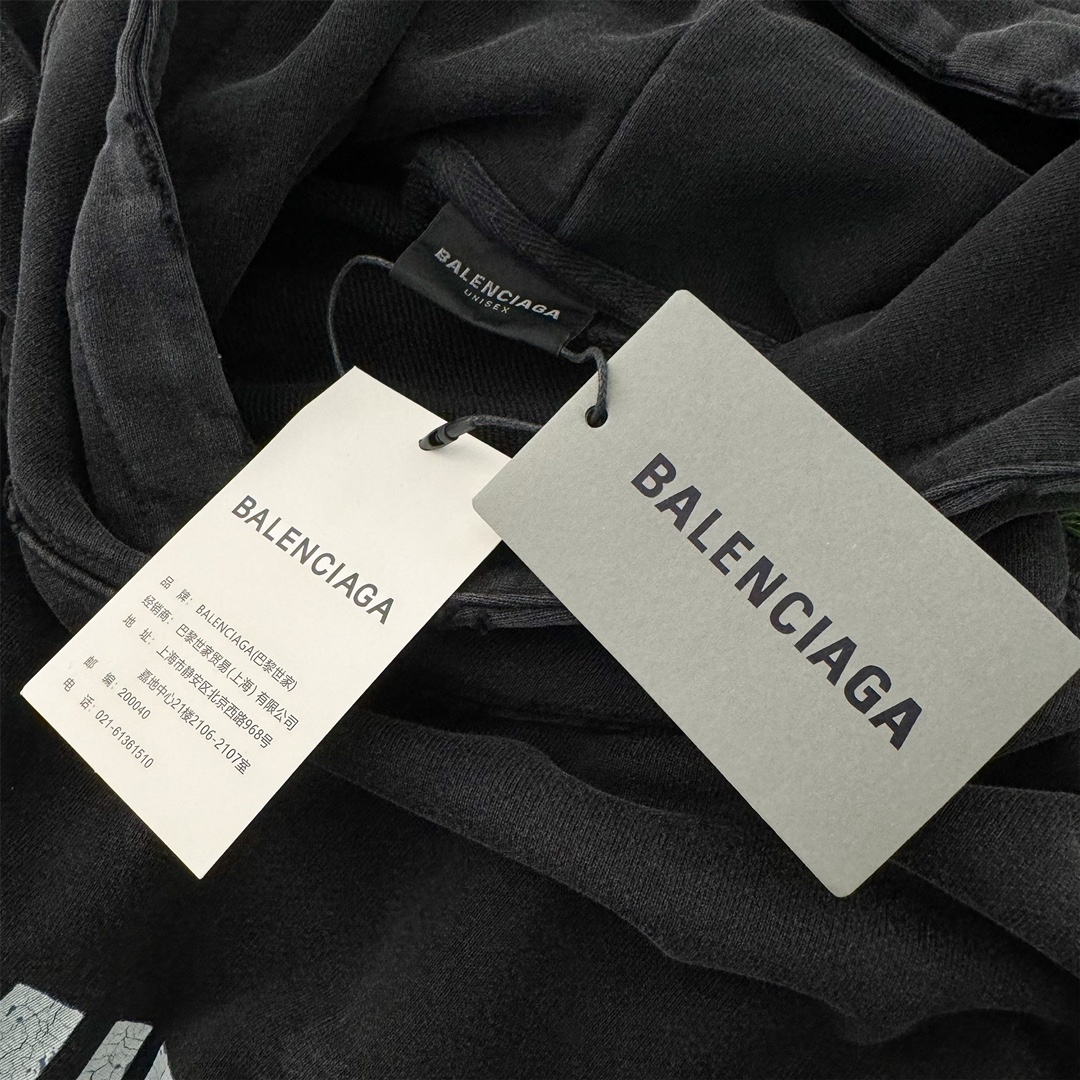 BALENCIAGA
UNISEX
BALENCIAGA
品 牌: BALENCIAGA(巴黎世家)
经销商: 巴黎世家贸易(上海) 有限公司
地 址: 上海市静安区北京西路968号
嘉地中心21楼2106-2107室
邮 编: 200040
电 话: 021-61361510
BALENCIAGA